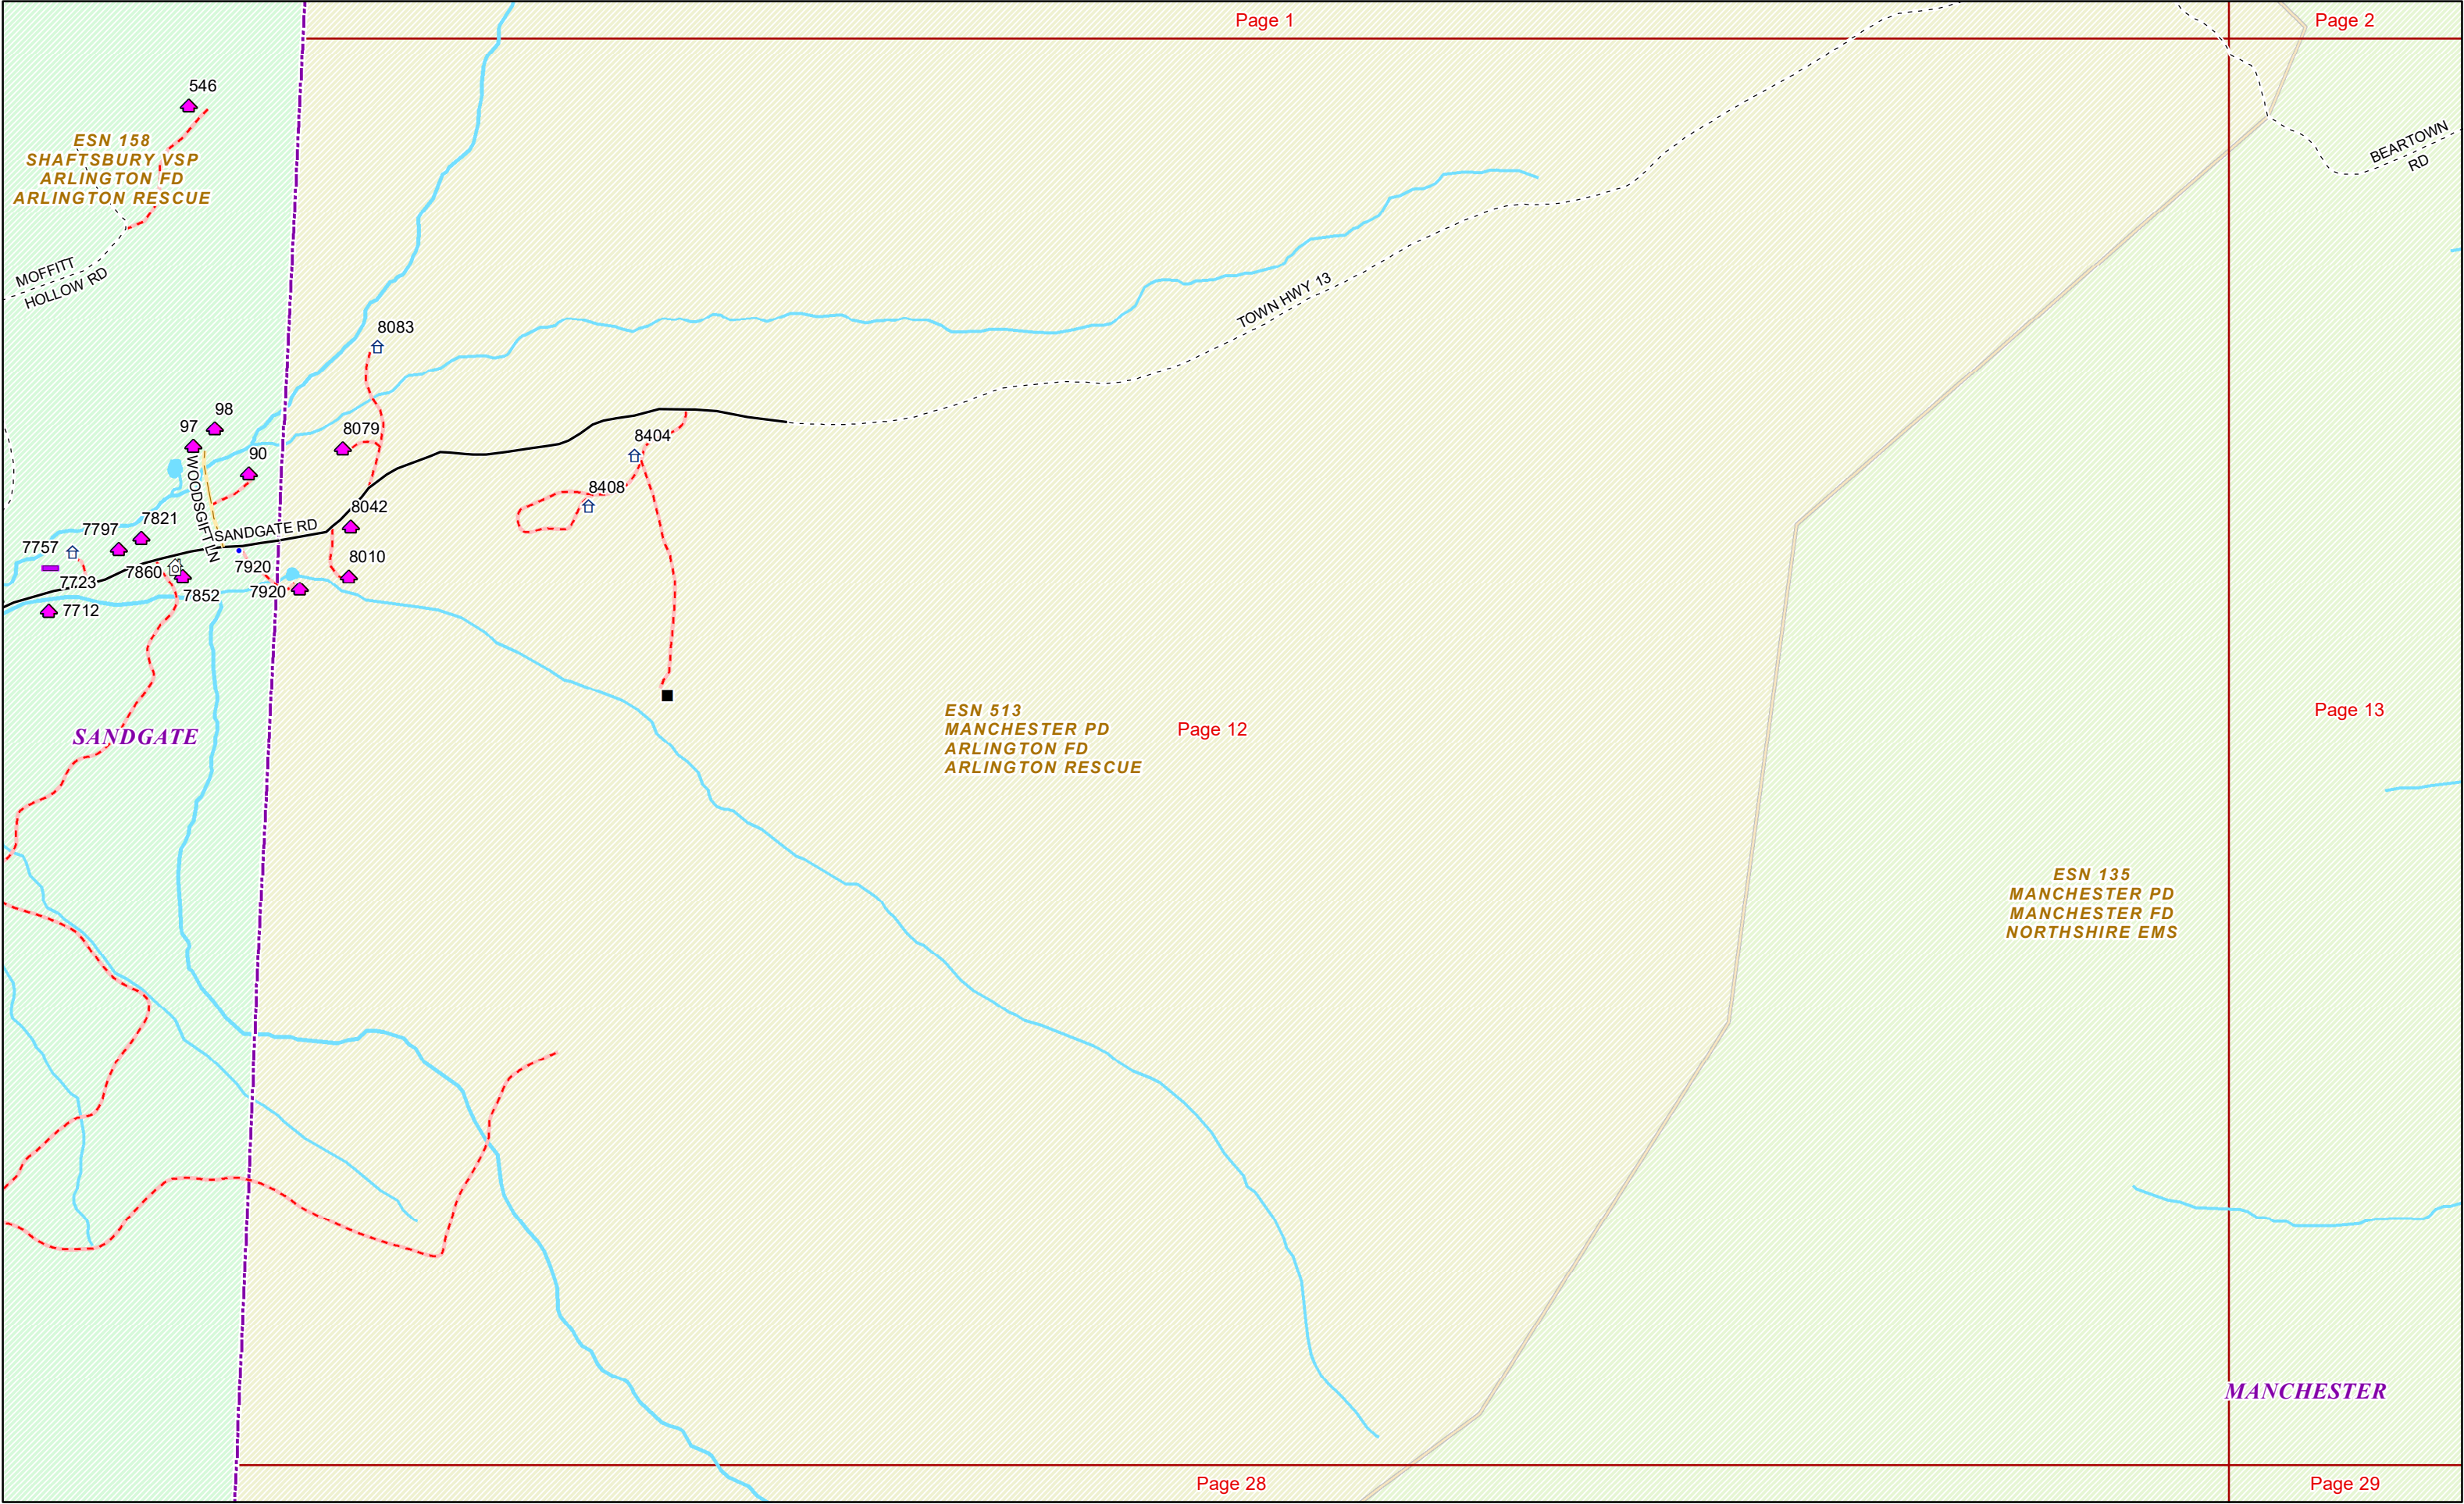 Page 1
Page 2
546
ESN 158
SHAFTSBURY VSP
ARLINGTON FD
ARLINGTON RESCUE
BEARTOWN
RD
MOFFITT
HOLLOW RD
TOWN HWY 13
8083
98
97
8079
90
8404
WOODSGIFT LN
8408
8042
7821
7797
SANDGATE RD
7757
8010
7860
7920
7723
7852
7920
7712
SANDGATE
ESN 513
MANCHESTER PD
ARLINGTON FD
ARLINGTON RESCUE
Page 12
Page 13
ESN 135
MANCHESTER PD
MANCHESTER FD
NORTHSHIRE EMS
MANCHESTER
Page 28
Page 29